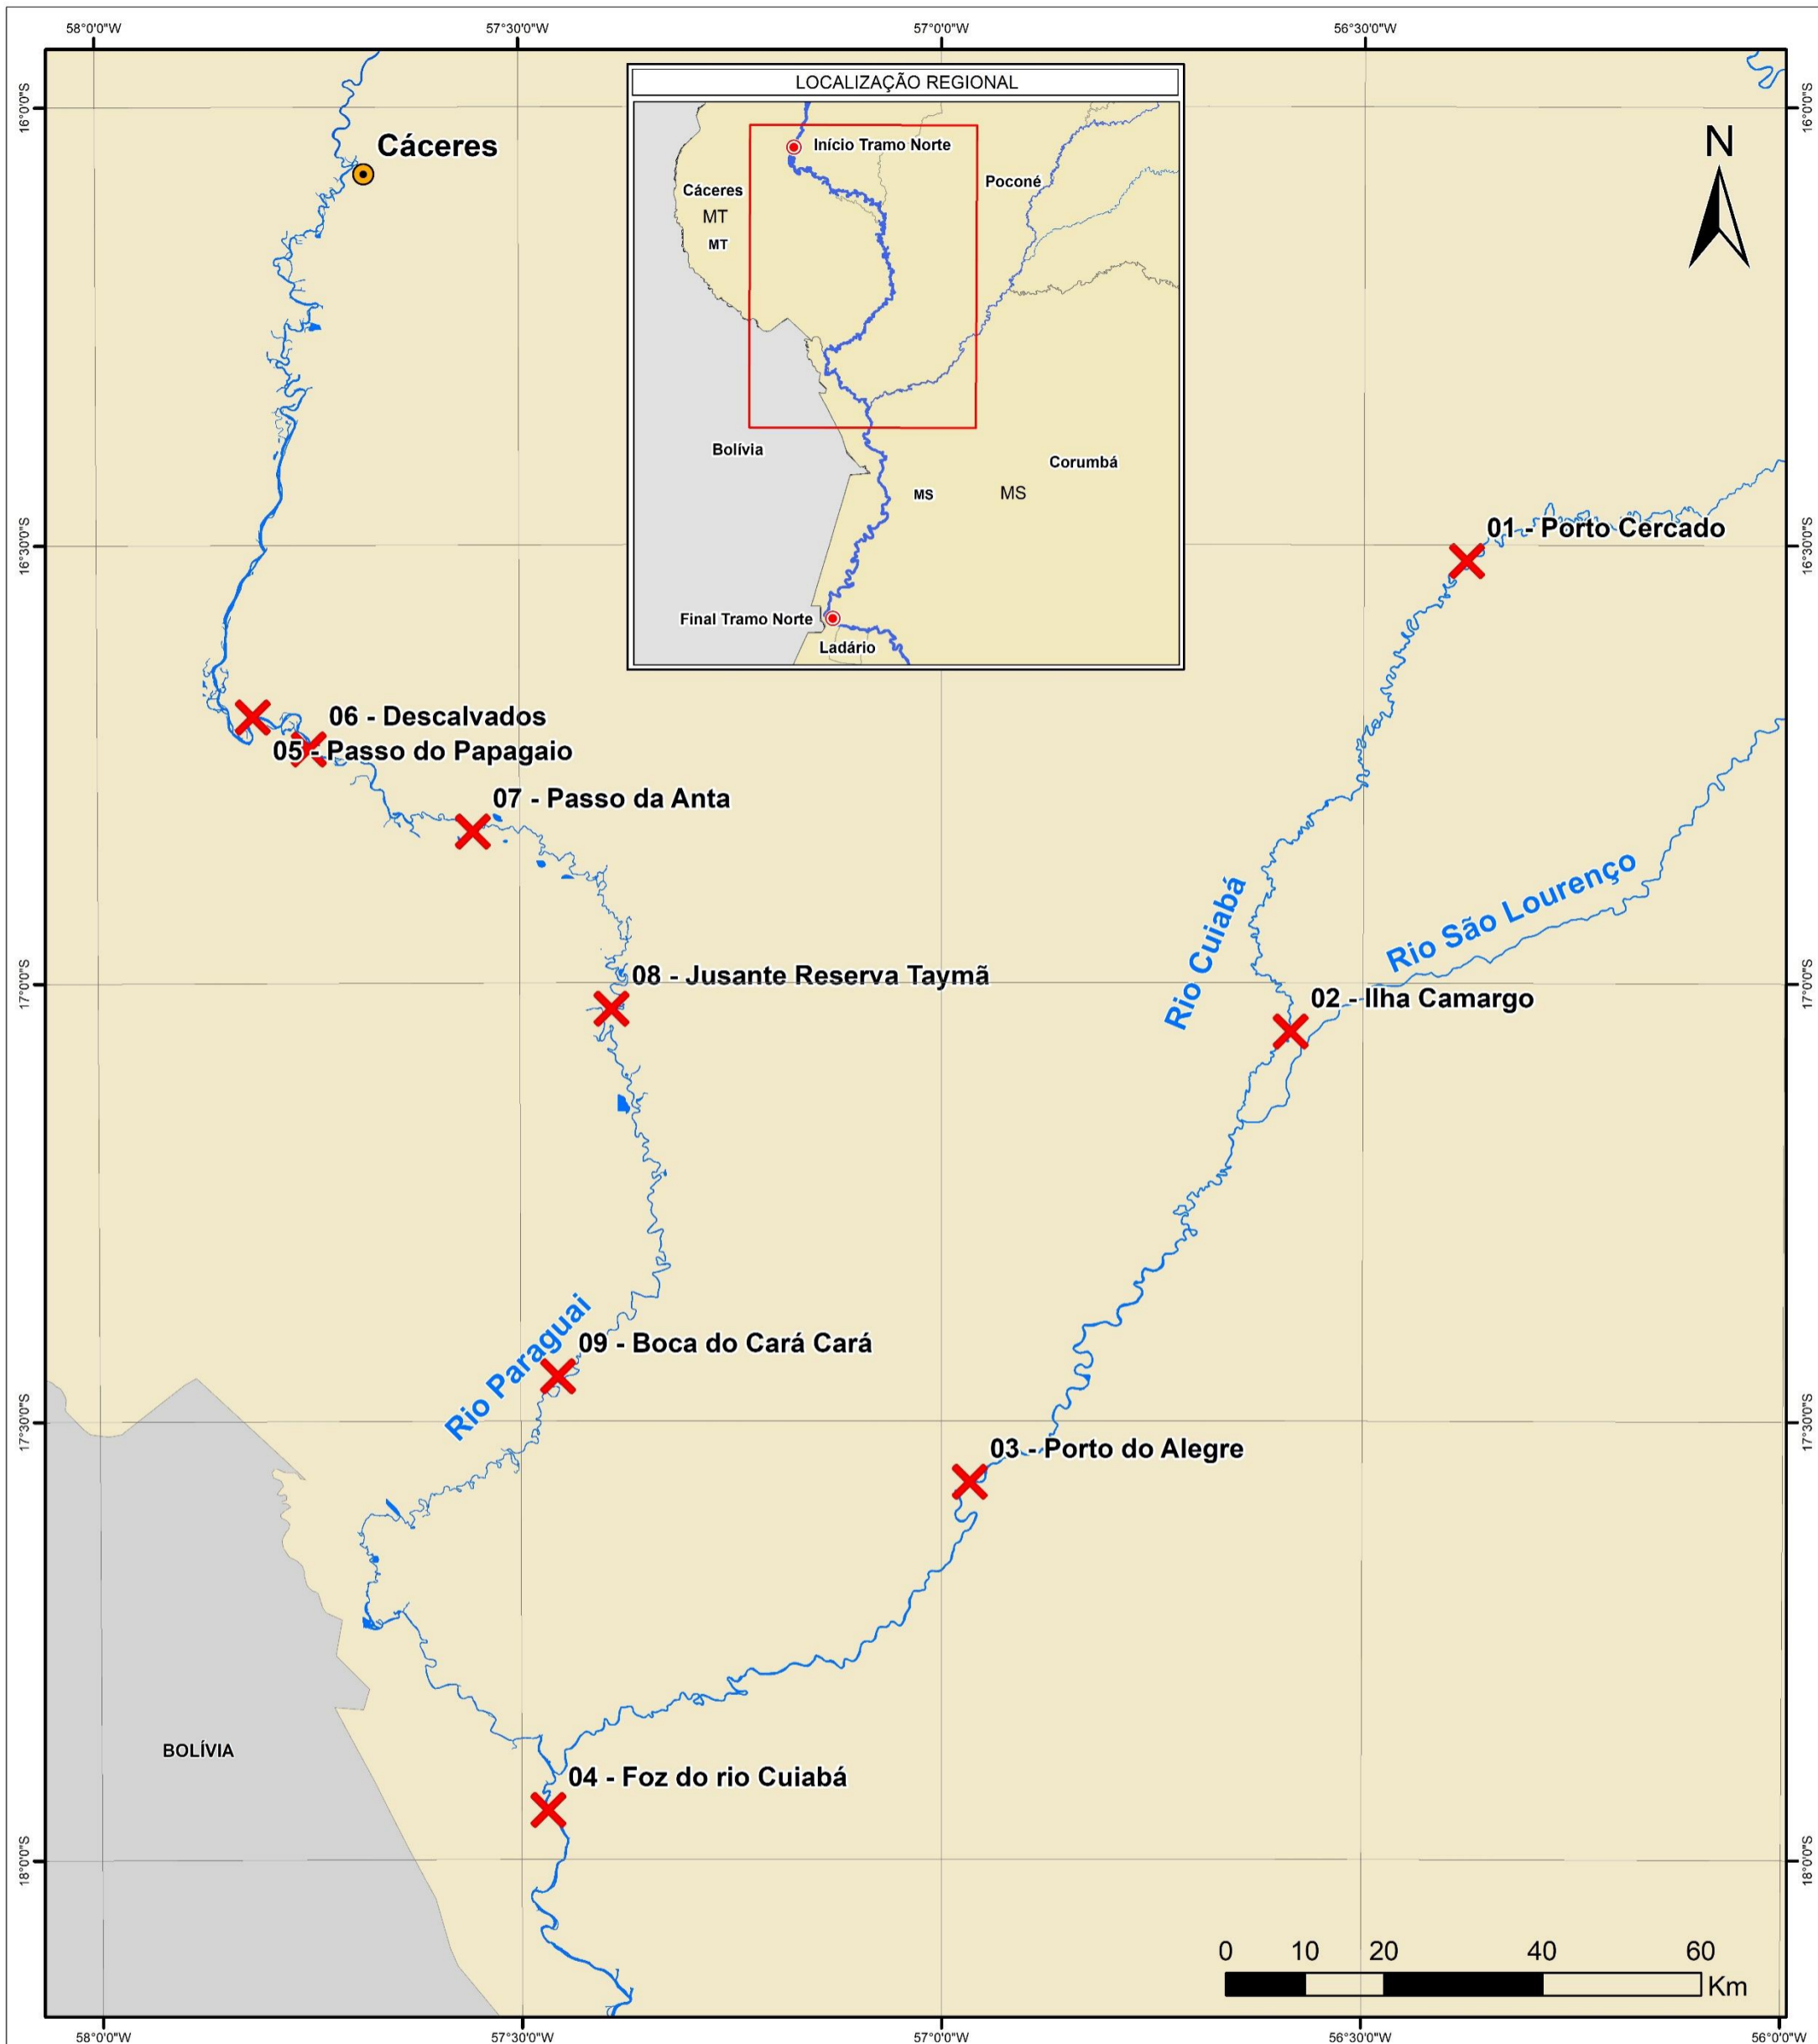 58°0'0"W
57°30'0"W
57°0'0"W
56°30'0"W
16°0'0"S
16°0'0"S
LOCALIZAÇÃO REGIONAL
Início Tramo Norte
Cáceres
MT
MT
Poconé
Bolívia
Corumbá
MS
MS
Final Tramo Norte
Ladário
N
Cáceres
16°30'0"S
16°30'0"S
01 - Porto Cercado
06 - Descalvados
05 - Passo do Papagaio
07 - Passo da Anta
Rio Cuiabá
Rio São Lourenço
08 - Jusante Reserva Taymã
17°0'0"S
17°0'0"S
02 - Ilha Camargo
Rio Paraguai
09 - Boca do Cará Cará
17°30'0"S
17°30'0"S
03 - Porto do Alegre
BOLÍVIA
04 - Foz do rio Cuiabá
18°0'0"S
18°0'0"S
0 10 20 40 60
Km
58°0'0"W
57°30'0"W
57°0'0"W
56°30'0"W
56°0'0"W